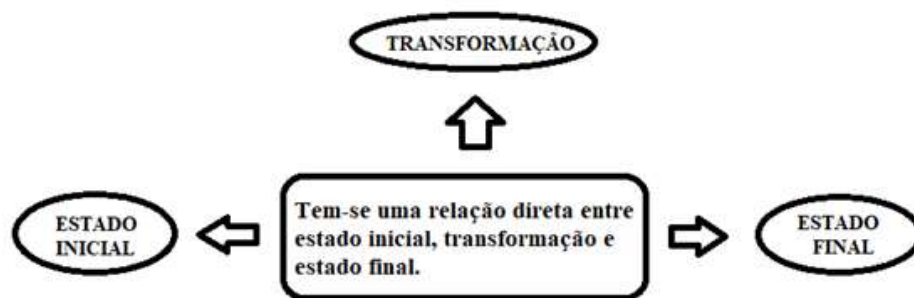 TRANSFORMAÇÃO
ESTADO
INICIAL
Tem-se uma relação direta entre
estado inicial, transformação e
estado final.
ESTADO
FINAL